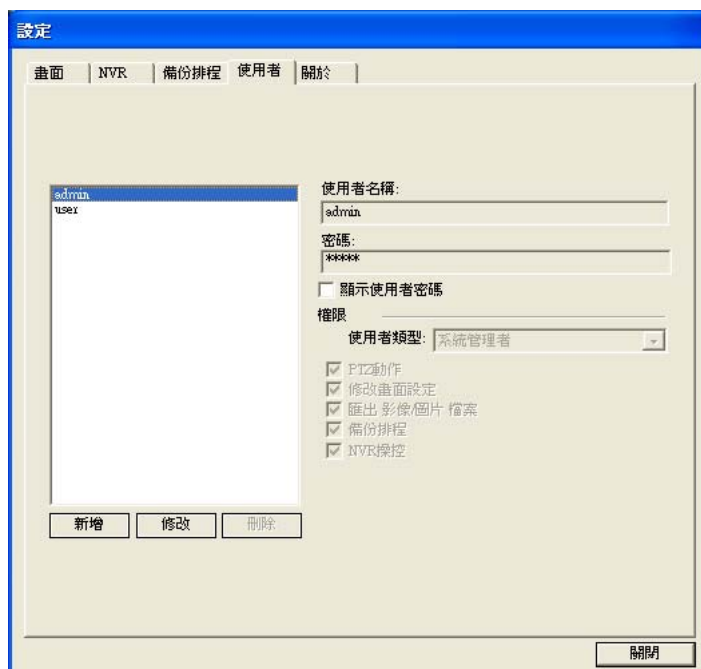 設定
畫面 NVR 備份排程 使用者 關於
admin
user
使用者名稱:
admin
密碼:
*****
顯示使用者密碼
權限
使用者類型: 系統管理者
PTZ動作
修改畫面設定
匯出 影像/圖片 檔案
備份排程
NVR操控
新增 修改 刪除
關閉